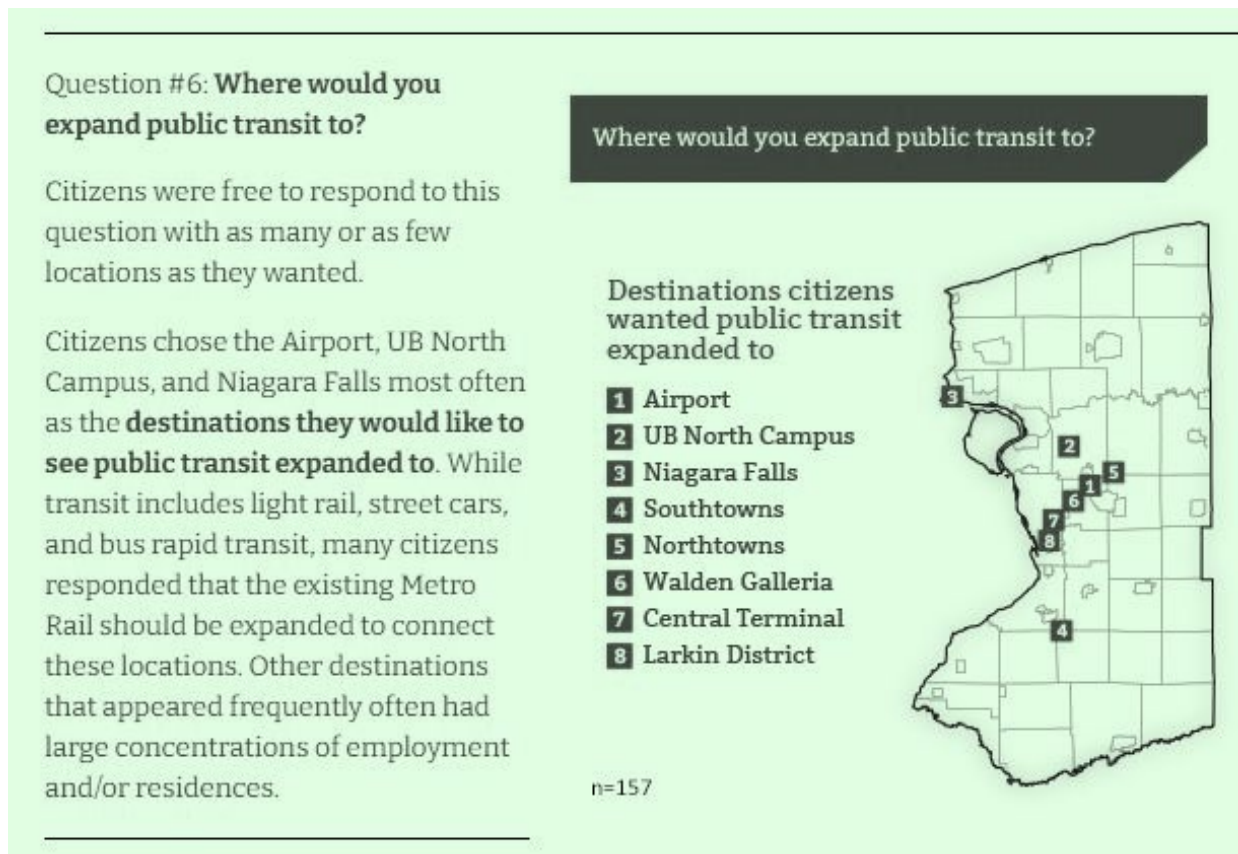 Question #6: Where would you
expand public transit to?
Citizens were free to respond to this
question with as many or as few
locations as they wanted.
Citizens chose the Airport, UB North
Campus, and Niagara Falls most often
as the destinations they would like to
see public transit expanded to. While
transit includes light rail, street cars,
and bus rapid transit, many citizens
responded that the existing Metro
Rail should be expanded to connect
these locations. Other destinations
that appeared frequently often had
large concentrations of employment
and/or residences.
Where would you expand public transit to?
Destinations citizens
wanted public transit
expanded to
1 Airport
2 UB North Campus
3 Niagara Falls
4 Southtowns
5 Northtowns
6 Walden Galleria
7 Central Terminal
8 Larkin District
3
2
5
1
6
7
8
4
n=157